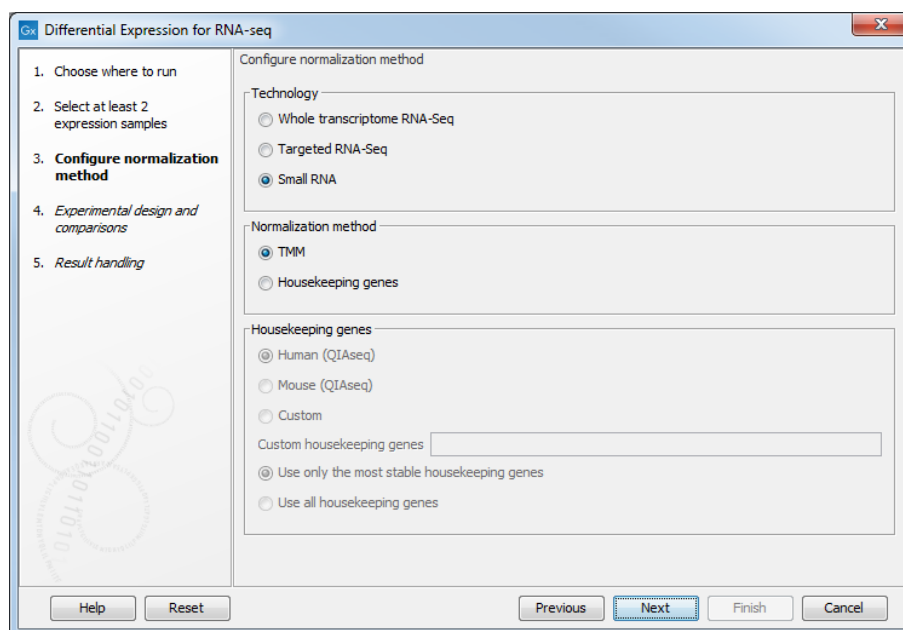 Gx Differential Expression for RNA-seq
1. Choose where to run
2. Select at least 2
expression samples
3. Configure normalization
method
4. Experimental design and
comparisons
5. Result handling
Configure normalization method
Technology
Whole transcriptome RNA-Seq
Targeted RNA-Seq
Small RNA
Normalization method
TMM
Housekeeping genes
Housekeeping genes
Human (QIAseq)
Mouse (QIAseq)
Custom
Custom housekeeping genes
Use only the most stable housekeeping genes
Use all housekeeping genes
Help
Reset
Previous
Next
Finish
Cancel